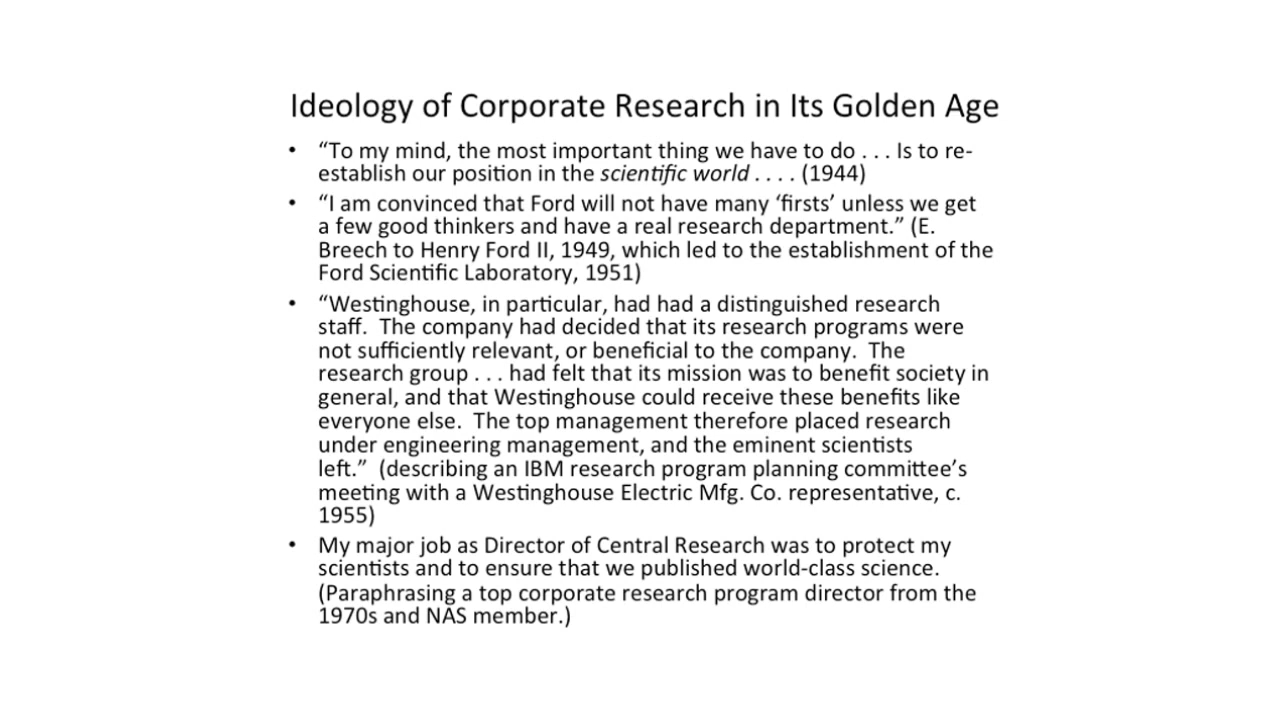 Ideology of Corporate Research in Its Golden Age
• “To my mind, the most important thing we have to do . . . Is to re-
establish our position in the scientific world . . . . (1944)
• “I am convinced that Ford will not have many ‘firsts’ unless we get
a few good thinkers and have a real research department.” (E.
Breech to Henry Ford II, 1949, which led to the establishment of the
Ford Scientific Laboratory, 1951)
• “Westinghouse, in particular, had had a distinguished research
staff.  The company had decided that its research programs were
not sufficiently relevant, or beneficial to the company.  The
research group . . . had felt that its mission was to benefit society in
general, and that Westinghouse could receive these benefits like
everyone else.  The top management therefore placed research
under engineering management, and the eminent scientists
left.”  (describing an IBM research program planning committee’s
meeting with a Westinghouse Electric Mfg. Co. representative, c.
1955)
• My major job as Director of Central Research was to protect my
scientists and to ensure that we published world-class science.
(Paraphrasing a top corporate research program director from the
1970s and NAS member.)